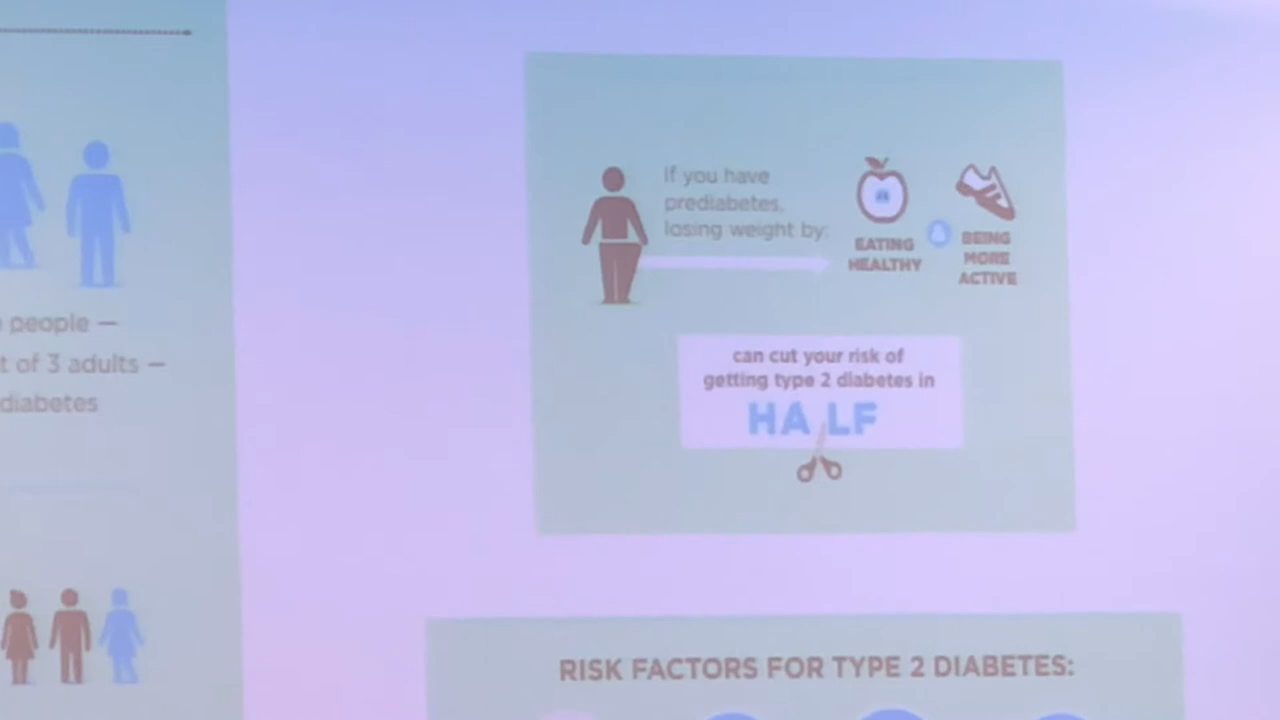 people —
t of 3 adults —
diabetes
If you have
prediabetes,
losing weight by:
EATING
HEALTHY
BEING
MORE
ACTIVE
can cut your risk of
getting type 2 diabetes in
HALF
RISK FACTORS FOR TYPE 2 DIABETES: